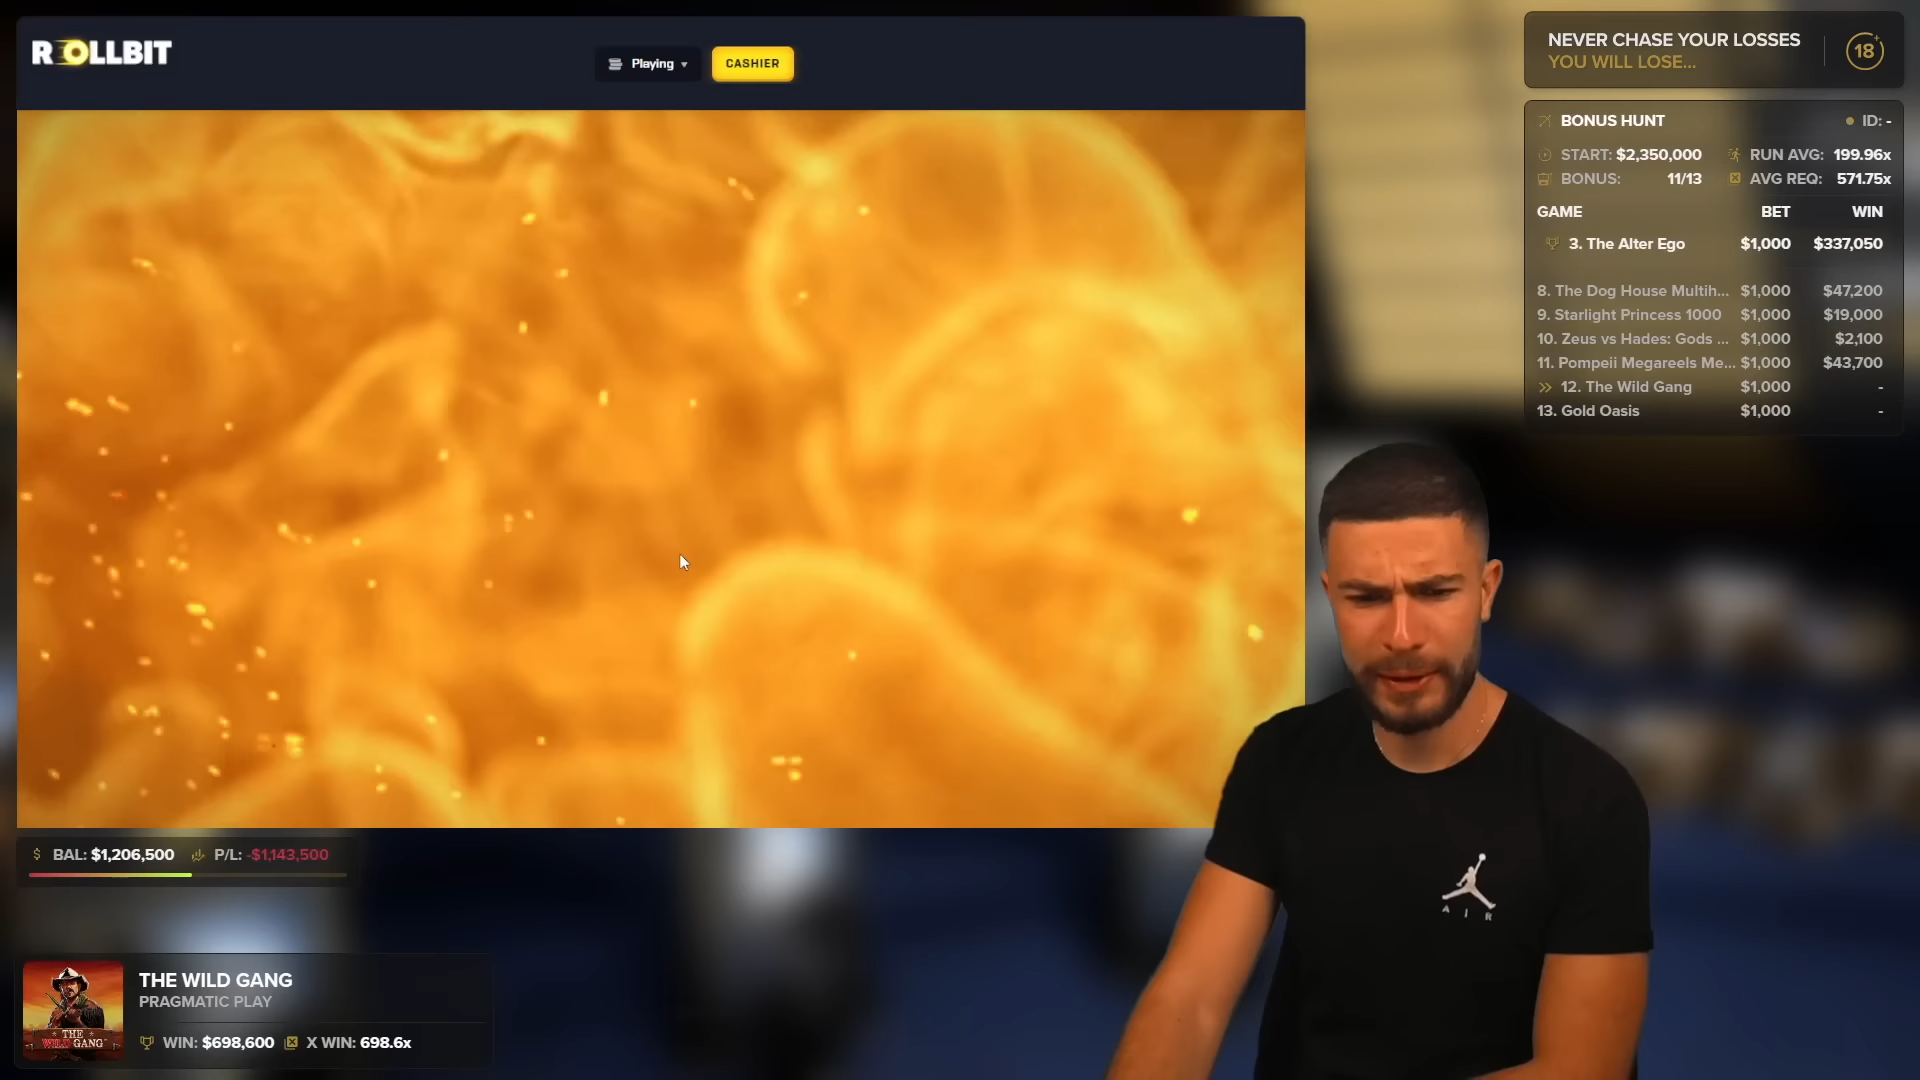 ROLLBIT
Playing
CASHIER
NEVER CHASE YOUR LOSSES
YOU WILL LOSE...
18+
BONUS HUNT
ID: -
START: $2,350,000
RUN AVG: 199.96x
BONUS: 11/13
AVG REQ: 571.75x
GAME BET WIN
3. The Alter Ego $1,000 $337,050
8. The Dog House Multih... $1,000 $47,200
9. Starlight Princess 1000 $1,000 $19,000
10. Zeus vs Hades: Gods ... $1,000 $2,100
11. Pompeii Megareels Me... $1,000 $43,700
12. The Wild Gang $1,000 -
13. Gold Oasis $1,000 -
BAL: $1,206,500 P/L: -$1,143,500
AIR
THE WILD GANG
PRAGMATIC PLAY
THE
WILD GANG
WIN: $698,600 X WIN: 698.6x